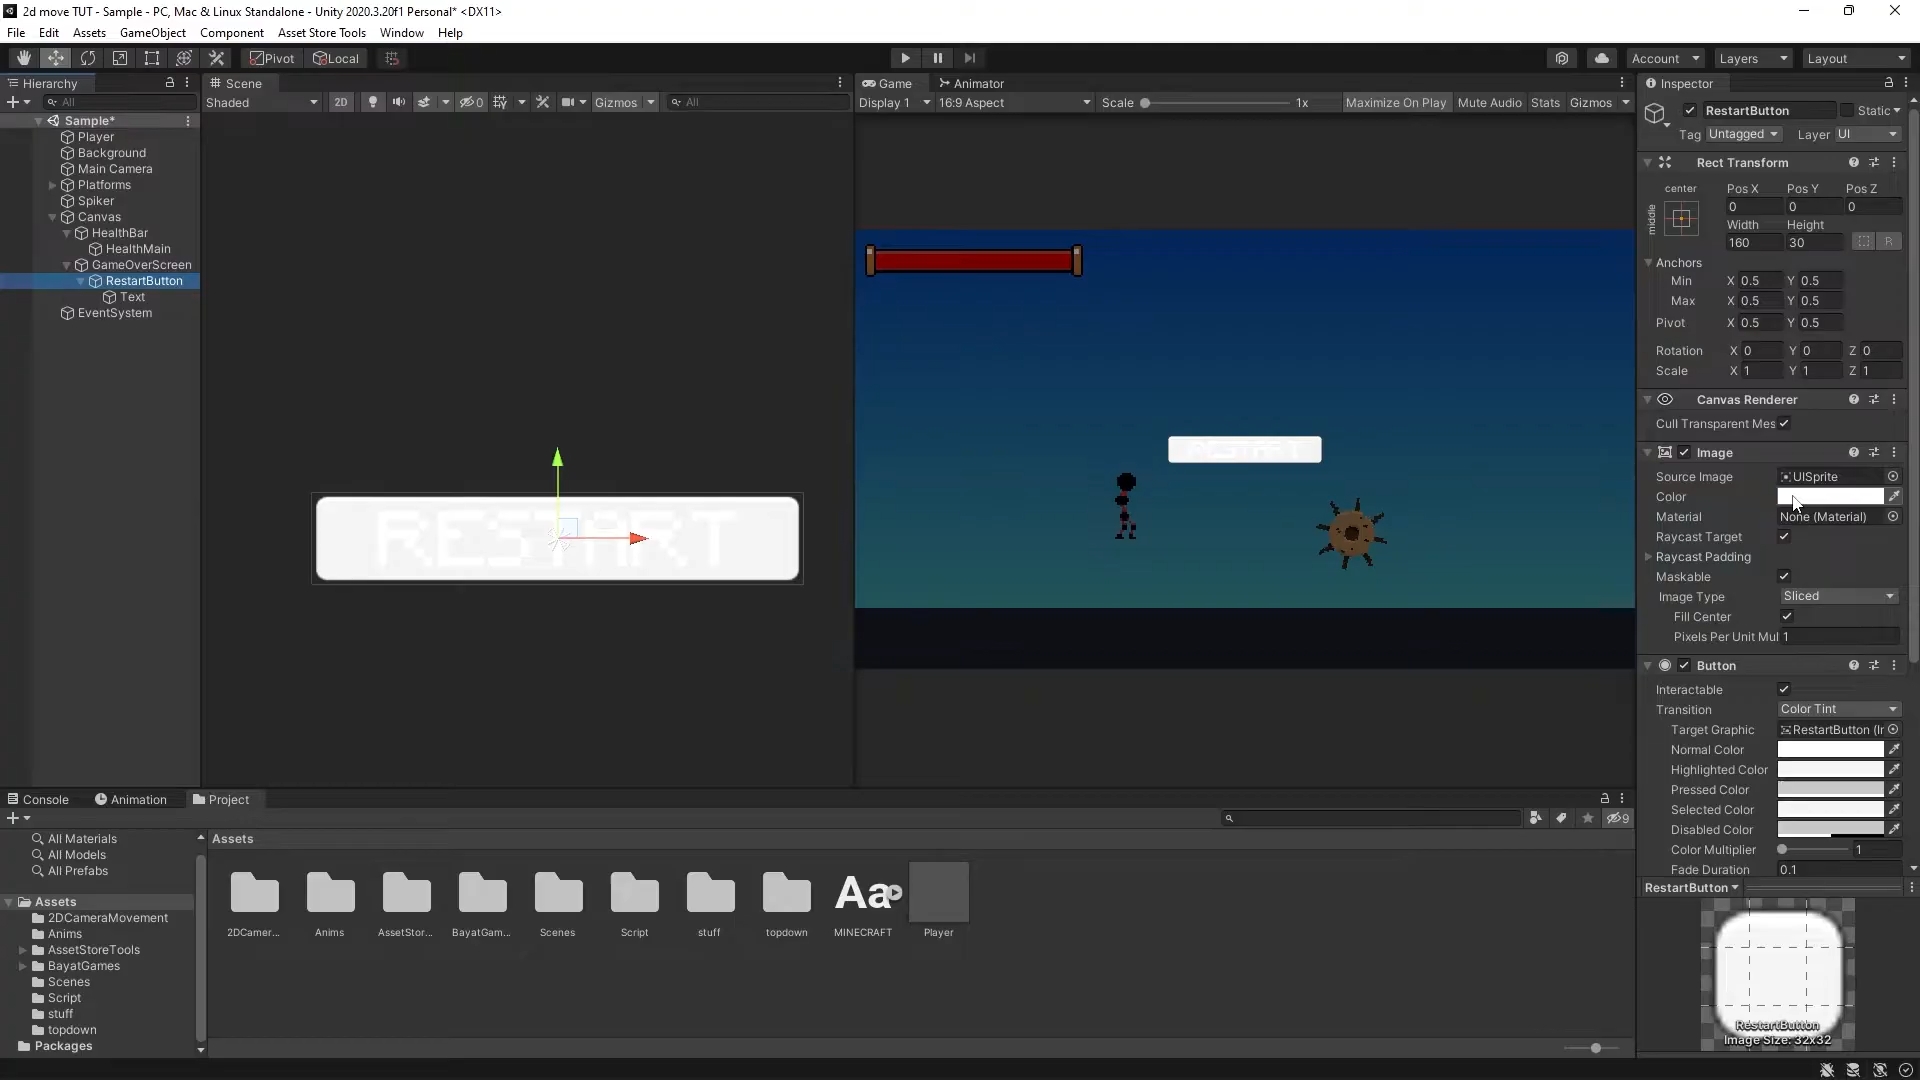 2d move TUT - Sample - PC, Mac & Linux Standalone - Unity 2020.3.20f1 Personal* <DX11>
File Edit Assets GameObject Component Asset Store Tools Window Help
Pivot Local Account Layers Layout
Hierarchy
All
Sample*
Player
Background
Main Camera
Platforms
Spiker
Canvas
HealthBar
HealthMain
GameOverScreen
RestartButton
Text
EventSystem
Scene
Shaded 2D 0 Gizmos All
RESTART
Game Animator
Display 1 16:9 Aspect Scale 1x Maximize On Play Mute Audio Stats Gizmos
RESTART
Inspector
RestartButton Static
Tag Untagged Layer UI
Rect Transform
center Pos X Pos Y Pos Z
middle 0 0 0
Width Height
160 30 R
Anchors
Min X 0.5 Y 0.5
Max X 0.5 Y 0.5
Pivot X 0.5 Y 0.5
Rotation X 0 Y 0 Z 0
Scale X 1 Y 1 Z 1
Canvas Renderer
Cull Transparent Mes
Image
Source Image UISprite
Color
Material None (Material)
Raycast Target
Raycast Padding
Maskable
Image Type Sliced
Fill Center
Pixels Per Unit Mul 1
Button
Interactable
Transition Color Tint
Target Graphic RestartButton (Ir
Normal Color
Highlighted Color
Pressed Color
Selected Color
Disabled Color
Color Multiplier 1
Fade Duration 0.1
RestartButton
RestartButton
Image Size: 32x32
Console Animation Project
9
All Materials
All Models
All Prefabs
Assets
2DCameraMovement
Anims
AssetStoreTools
BayatGames
Scenes
Script
stuff
topdown
Packages
Assets
Aa
2DCamer... Anims AssetStor... BayatGam... Scenes Script stuff topdown MINECRAFT Player